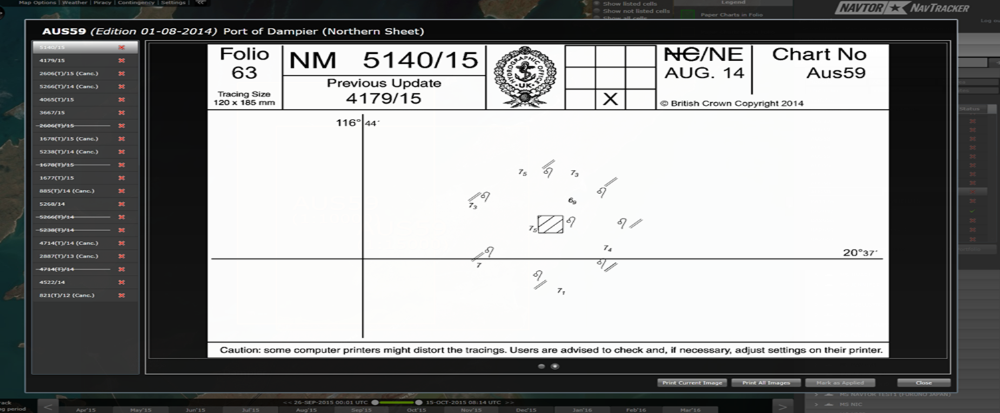 Map Options | Weather | Piracy | Contingency | Settings |
Show listed cells
Show not listed cells
Show all cells
Legend
Paper Charts in Folio
NAVTOR NAVTRACKER
Log ou
AUS59 (Edition 01-08-2014) Port of Dampier (Northern Sheet)
5140/15
4179/15
2606(T)/15 (Canc.)
5266(T)/14 (Canc.)
4065(T)/15
3667/15
2606(T)/15
1678(T)/15 (Canc.)
5238(T)/14 (Canc.)
1678(T)/15
1677(T)/15
885(T)/14 (Canc.)
5268/14
5266(T)/14
5238(T)/14
4714(T)/14 (Canc.)
2887(T)/13 (Canc.)
4714(T)/14
4522/14
821(T)/12 (Canc.)
Folio
63
Tracing Size
120 x 185 mm
NM 5140/15
Previous Update
4179/15
HYDROGRAPHIC OFFICE
UK
X
NC/NE
AUG. 14
© British Crown Copyright 2014
Chart No
Aus59
Status
116° 44´
7₅
7₃
7₃
6₉
7₅
7₄
20°37´
7
7₁
Caution: some computer printers might distort the tracings. Users are advised to check and, if necessary, adjust settings on their printer.
Print Current Image
Print All Images
Mark as Applied
Close
rack
ng period
<
<< 26-SEP-2015 00:01 UTC
15-OCT-2015 08:14 UTC >>
>
Apr'15
May'15
Jun'15
Jul'15
Aug'15
Sep'15
Oct'15
Nov'15
Dec'15
Jan'16
Feb'16
Mar'16
MS NAVTOR TEST1 (FURUNO JAPAN)
MS NIC